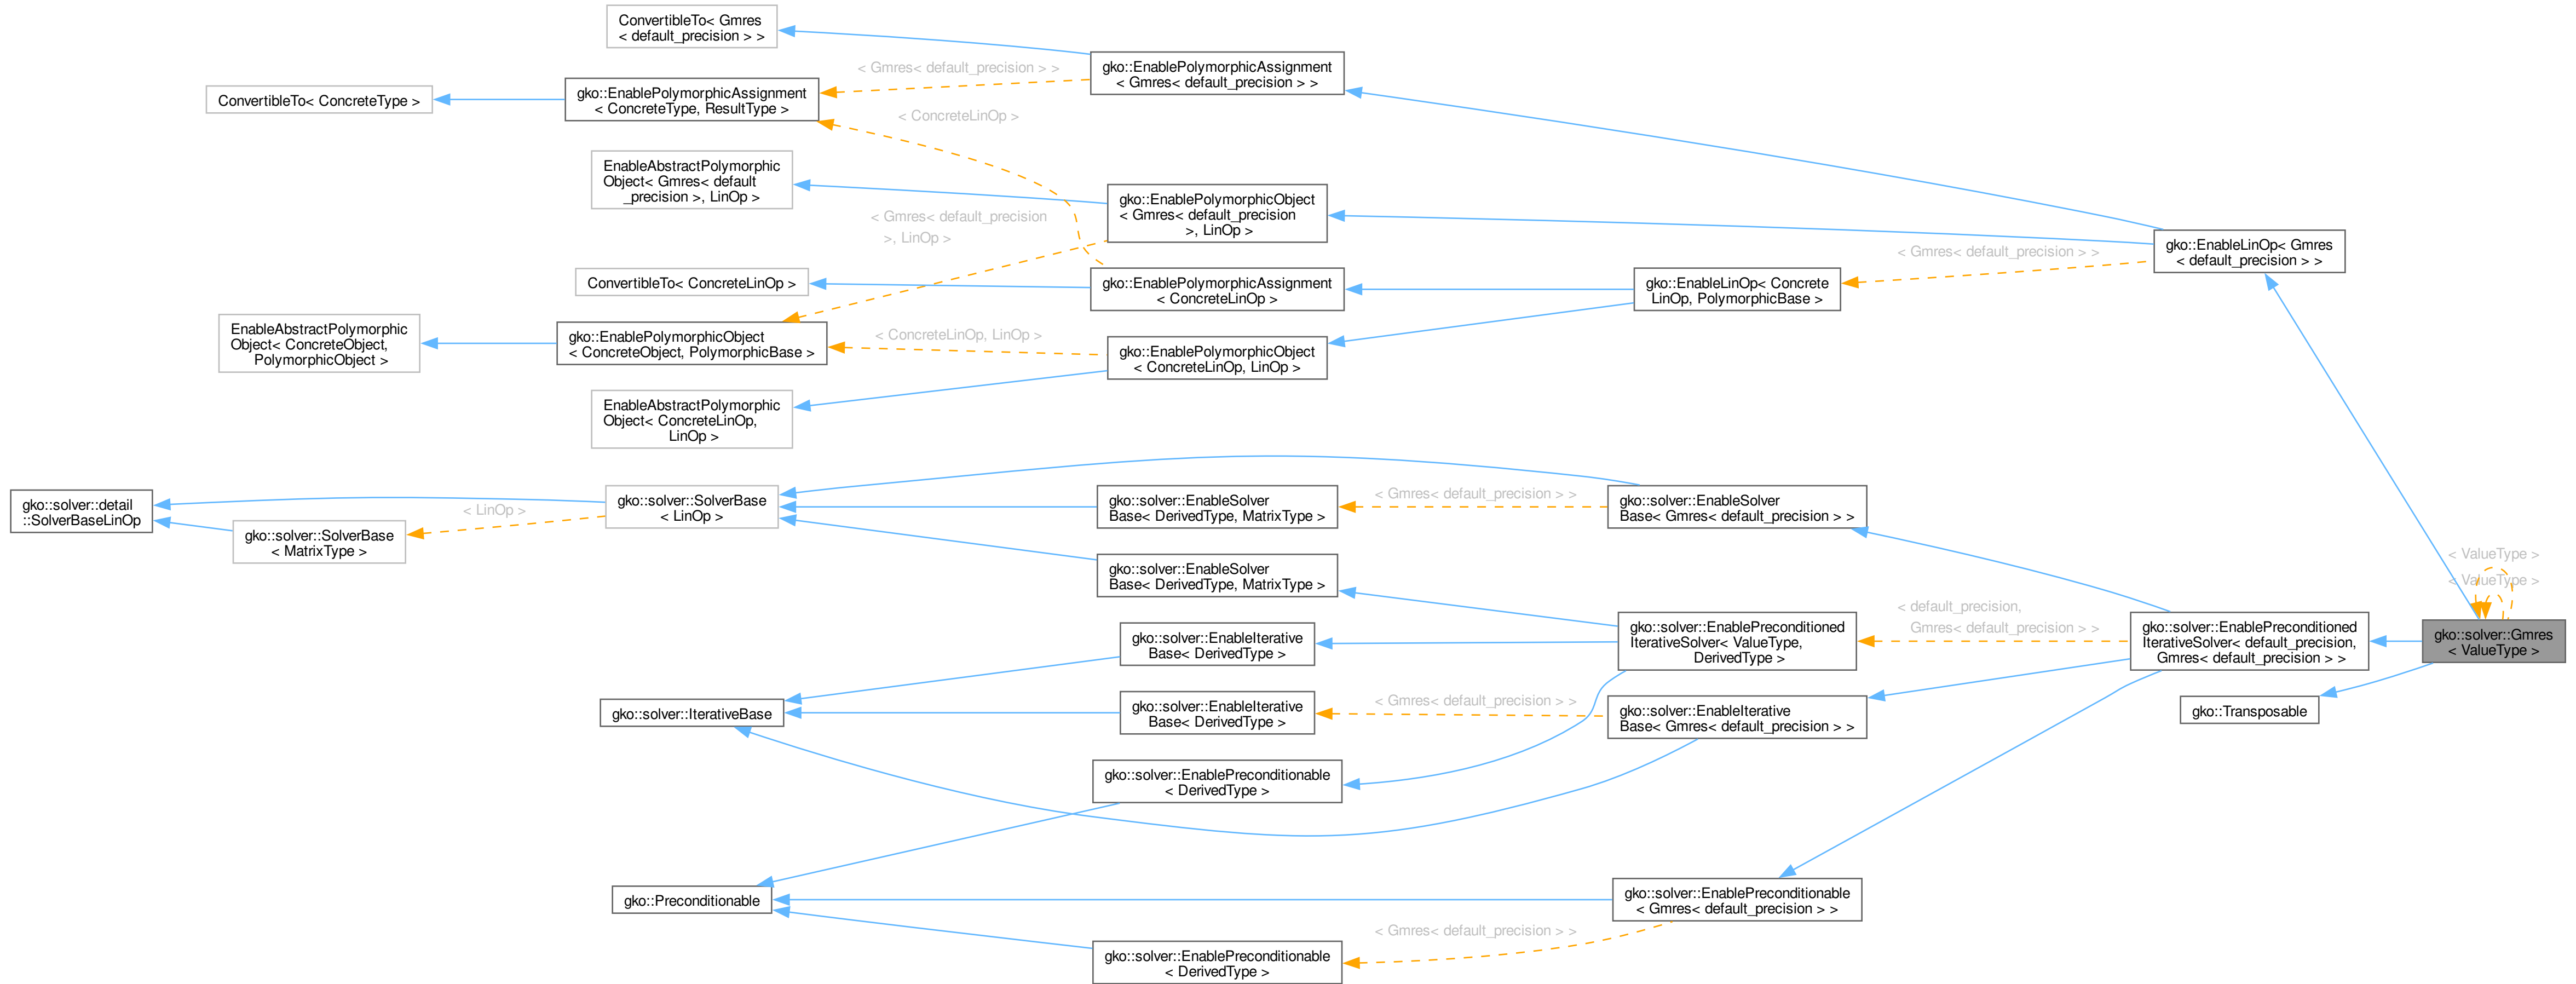 ConvertibleTo< Gmres
< default_precision > >
gko::EnablePolymorphicAssignment
< Gmres< default_precision > >
< Gmres< default_precision > >
ConvertibleTo< ConcreteType >
gko::EnablePolymorphicAssignment
< ConcreteType, ResultType >
< ConcreteLinOp >
EnableAbstractPolymorphic
Object< Gmres< default
_precision >, LinOp >
gko::EnablePolymorphicObject
< Gmres< default_precision
>, LinOp >
< Gmres< default_precision
>, LinOp >
gko::EnableLinOp< Gmres
< default_precision > >
< Gmres< default_precision > >
ConvertibleTo< ConcreteLinOp >
gko::EnablePolymorphicAssignment
< ConcreteLinOp >
gko::EnableLinOp< Concrete
LinOp, PolymorphicBase >
EnableAbstractPolymorphic
Object< ConcreteObject,
PolymorphicObject >
gko::EnablePolymorphicObject
< ConcreteObject, PolymorphicBase >
< ConcreteLinOp, LinOp >
gko::EnablePolymorphicObject
< ConcreteLinOp, LinOp >
EnableAbstractPolymorphic
Object< ConcreteLinOp,
LinOp >
gko::solver::detail
::SolverBaseLinOp
gko::solver::SolverBase
< MatrixType >
< LinOp >
gko::solver::SolverBase
< LinOp >
gko::solver::EnableSolver
Base< DerivedType, MatrixType >
< Gmres< default_precision > >
gko::solver::EnableSolver
Base< Gmres< default_precision > >
gko::solver::EnableSolver
Base< DerivedType, MatrixType >
< ValueType >
< ValueType >
gko::solver::EnableIterative
Base< DerivedType >
gko::solver::EnablePreconditioned
IterativeSolver< ValueType,
DerivedType >
< default_precision,
Gmres< default_precision > >
gko::solver::EnablePreconditioned
IterativeSolver< default_precision,
Gmres< default_precision > >
gko::solver::Gmres
< ValueType >
gko::solver::IterativeBase
gko::solver::EnableIterative
Base< DerivedType >
< Gmres< default_precision > >
gko::solver::EnableIterative
Base< Gmres< default_precision > >
gko::Transposable
gko::solver::EnablePreconditionable
< DerivedType >
gko::Preconditionable
gko::solver::EnablePreconditionable
< Gmres< default_precision > >
< Gmres< default_precision > >
gko::solver::EnablePreconditionable
< DerivedType >